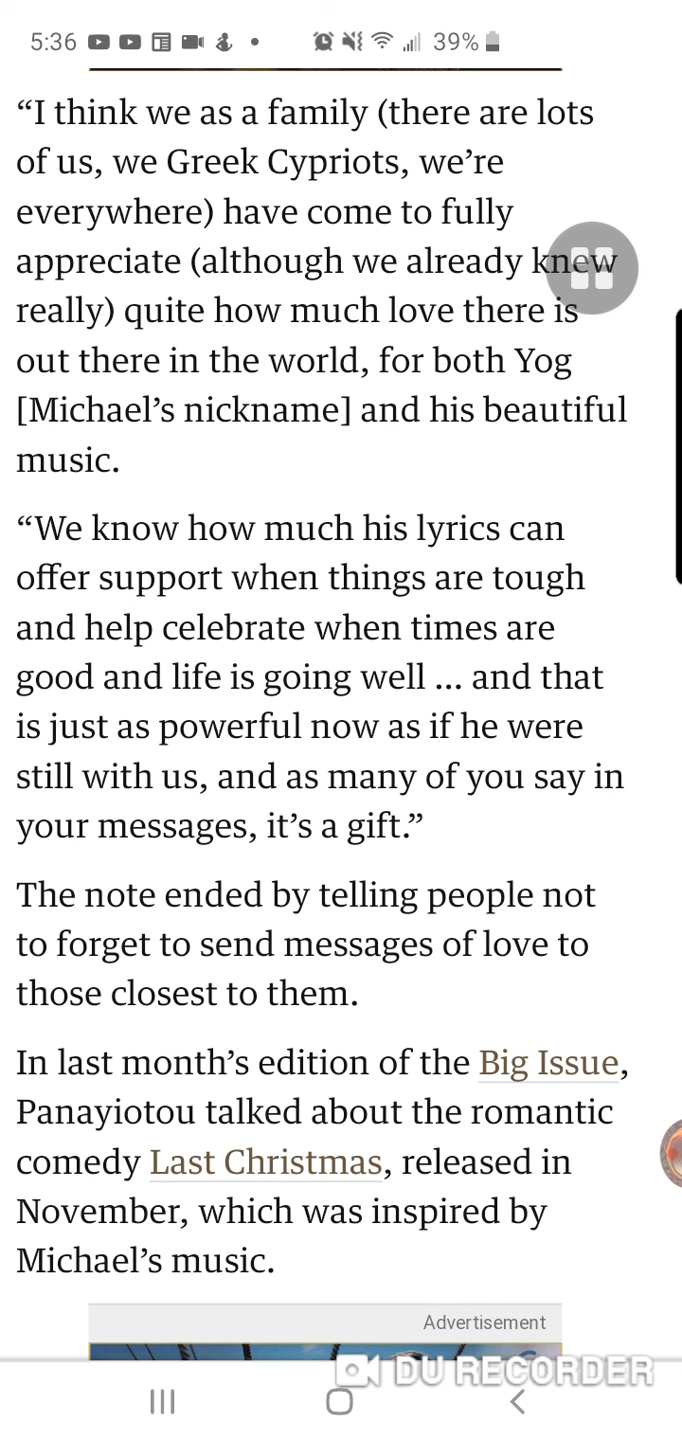 5:36
39%
“I think we as a family (there are lots
of us, we Greek Cypriots, we’re
everywhere) have come to fully
appreciate (although we already knew
really) quite how much love there is
out there in the world, for both Yog
[Michael’s nickname] and his beautiful
music.
“We know how much his lyrics can
offer support when things are tough
and help celebrate when times are
good and life is going well ... and that
is just as powerful now as if he were
still with us, and as many of you say in
your messages, it’s a gift.”
The note ended by telling people not
to forget to send messages of love to
those closest to them.
In last month’s edition of the Big Issue,
Panayiotou talked about the romantic
comedy Last Christmas, released in
November, which was inspired by
Michael’s music.
Advertisement
DU RECORDER